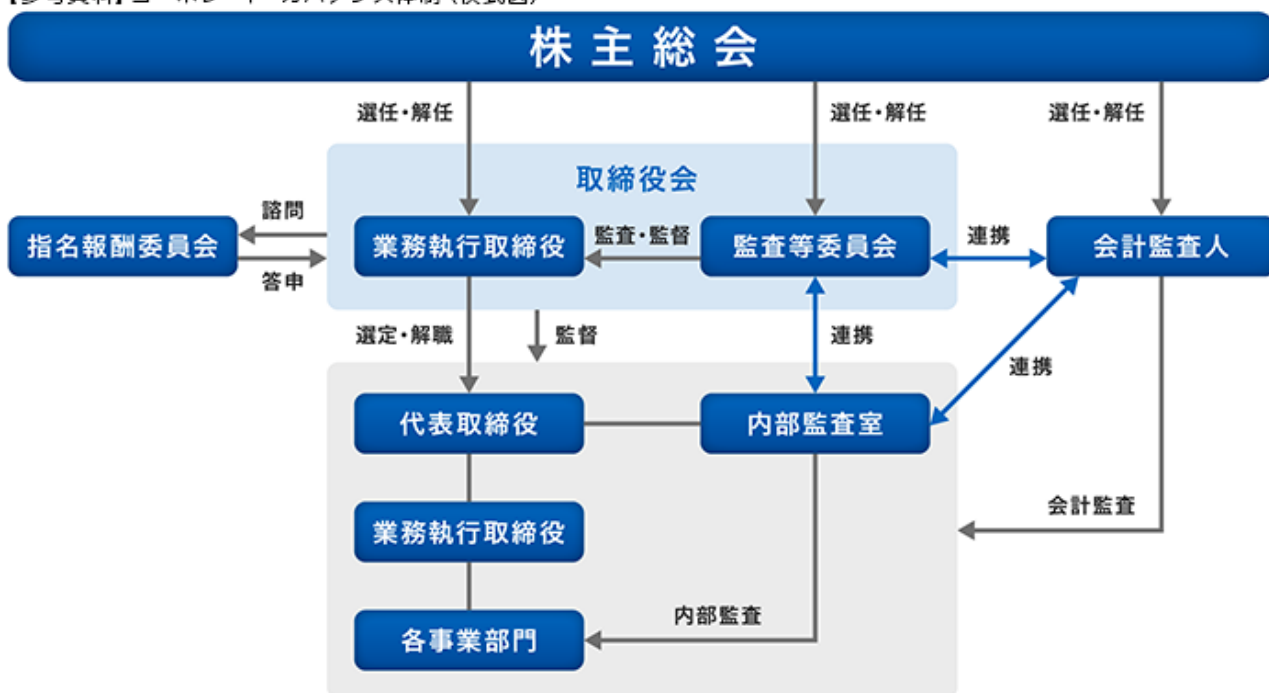 株主総会
選任・解任
選任・解任
選任・解任
取締役会
諮問
指名報酬委員会
業務執行取締役
監査・監督
監査等委員会
連携
会計監査人
答申
選定・解職
監督
連携
連携
代表取締役
内部監査室
会計監査
業務執行取締役
内部監査
各事業部門